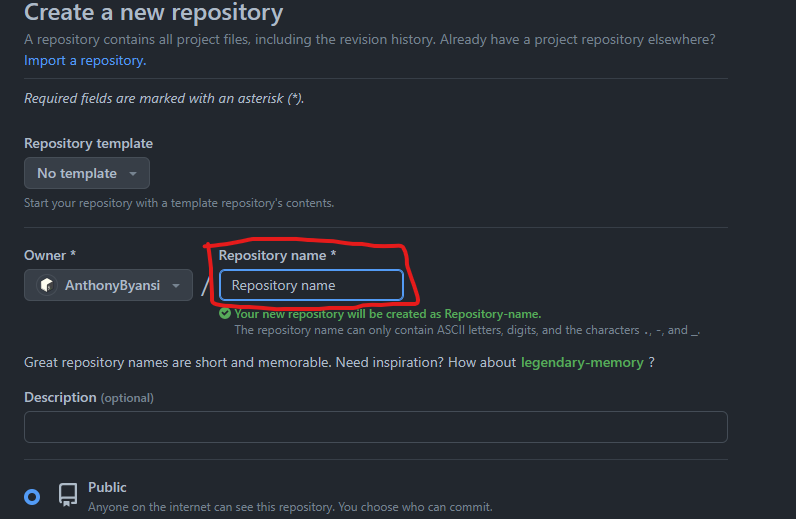 Create a new repository
A repository contains all project files, including the revision history. Already have a project repository elsewhere?
Import a repository.
Required fields are marked with an asterisk (*).
Repository template
No template
Start your repository with a template repository's contents.
Owner *
Repository name *
AnthonyByansi
/
Repository name
Your new repository will be created as Repository-name.
The repository name can only contain ASCII letters, digits, and the characters ., -, and _.
Great repository names are short and memorable. Need inspiration? How about legendary-memory ?
Description (optional)
Public
Anyone on the internet can see this repository. You choose who can commit.